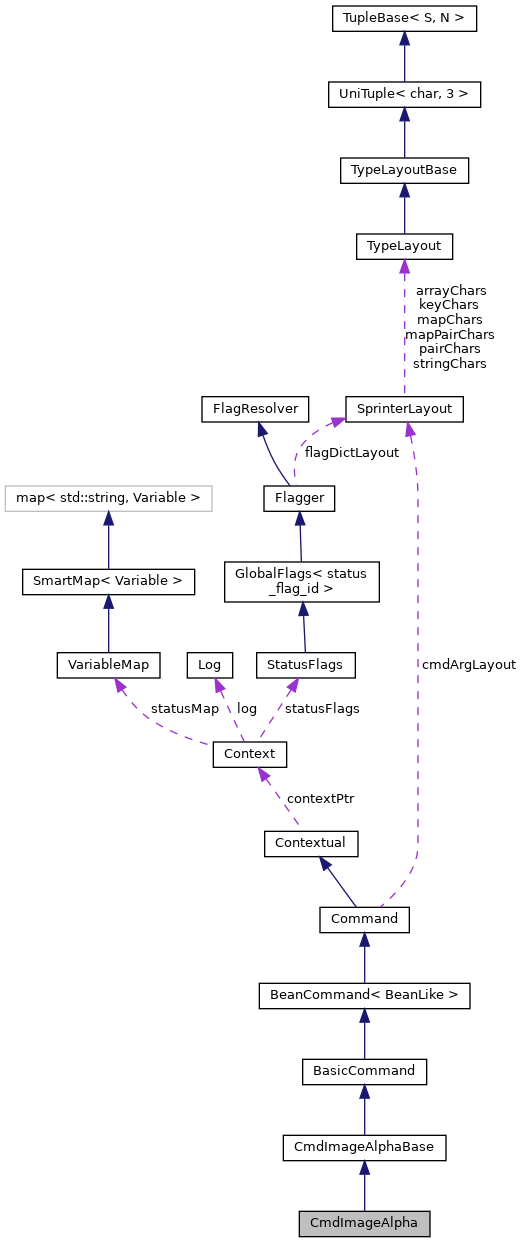 TupleBase< S, N >
UniTuple< char, 3 >
TypeLayoutBase
TypeLayout
arrayChars
keyChars
mapChars
mapPairChars
pairChars
stringChars
FlagResolver
SprinterLayout
flagDictLayout
map< std::string, Variable >
Flagger
SmartMap< Variable >
GlobalFlags< status
_flag_id >
VariableMap
Log
StatusFlags
cmdArgLayout
statusMap
log
statusFlags
Context
contextPtr
Contextual
Command
BeanCommand< BeanLike >
BasicCommand
CmdImageAlphaBase
CmdImageAlpha